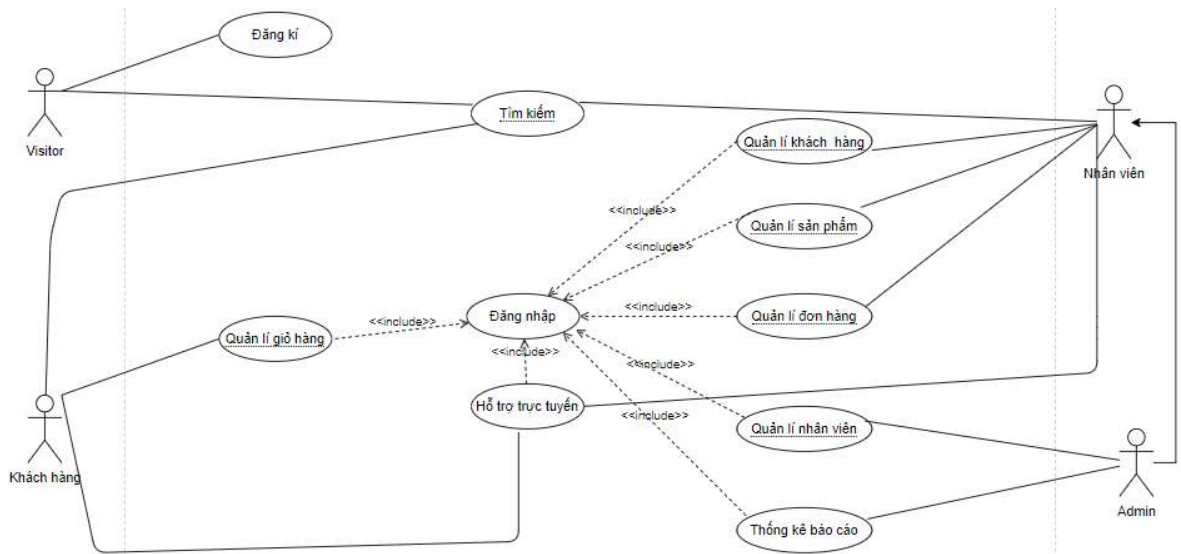 Đăng kí
Visitor
Tìm kiếm
Quản lí khách hàng
Nhân viên
<<include>>
Quản lí sản phẩm
<<include>>
Đăng nhập
<<include>>
Quản lí đơn hàng
<<include>>
Quản lí giỏ hàng
<<include>>
<<include>>
Hỗ trợ trực tuyến
<<include>>
Quản lí nhân viên
Khách hàng
Admin
Thống kê báo cáo